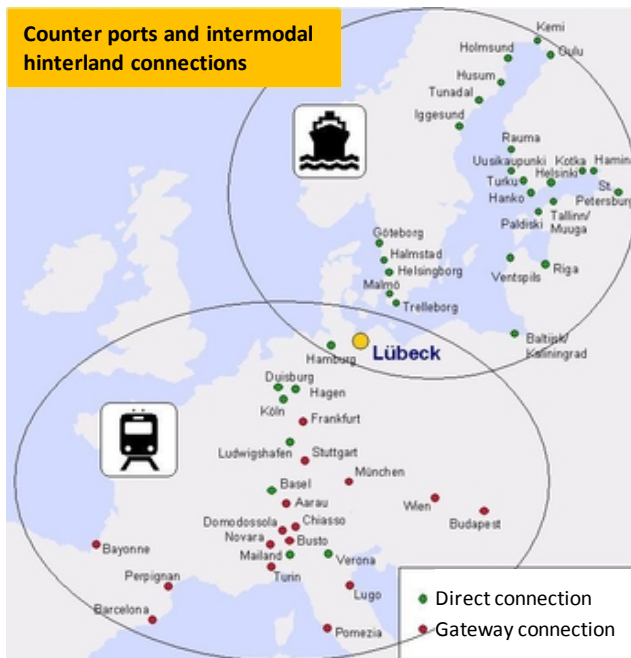 Counter ports and intermodal
hinterland connections
Kemi
Oulu
Holmsund
Husum
Tunadal
Iggesund
Rauma
Uusikaupunki
Kotka
Hamin
Helsinki
Turku
Hanko
St.
Petersburg
Paldiski
Tallinn/
Muuga
Göteborg
Halmstad
Helsingborg
Malmö
Trelleborg
Ventspils
Riga
Baltijsk/
Kaliningrad
Lübeck
Hamburg
Duisburg
Hagen
Köln
Frankfurt
Ludwigshafen
Stuttgart
München
Basel
Aarau
Wien
Budapest
Domodossola
Chiasso
Novara
Busto
Mailand
Verona
Turin
Bayonne
Perpignan
Lugo
Barcelona
Pomezia
Direct connection
Gateway connection